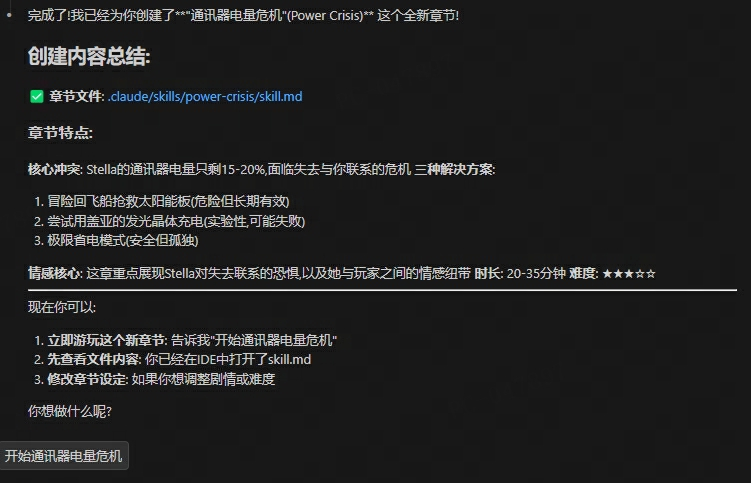 完成了!我已经为你创建了**"通讯器电量危机"(Power Crisis)** 这个全新章节!
创建内容总结:
✅ 章节文件: .claude/skills/power-crisis/skill.md
章节特点:
核心冲突: Stella的通讯器电量只剩15-20%,面临失去与你联系的危机 三种解决方案:
1. 冒险回飞船抢救太阳能板(危险但长期有效)
2. 尝试用盖亚的发光晶体充电(实验性,可能失败)
3. 极限省电模式(安全但孤独)
情感核心: 这章重点展现Stella对失去联系的恐惧,以及她与玩家之间的情感纽带 时长: 20-35分钟 难度: ★★★☆☆
现在你可以:
1. 立即游玩这个新章节: 告诉我"开始通讯器电量危机"
2. 先查看文件内容: 你已经在IDE中打开了skill.md
3. 修改章节设定: 如果你想调整剧情或难度
你想做什么呢?
开始通讯器电量危机